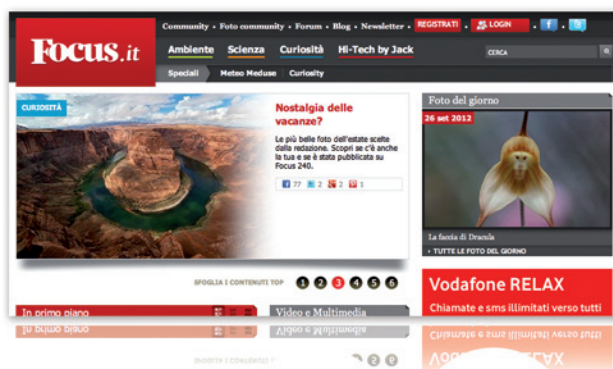 Community • Foto community • Forum • Blog • Newsletter • REGISTRATI • LOGIN • f •
Focus.it
Ambiente Scienza Curiosità Hi-Tech by Jack
CERCA
Speciali Meteo Meduse Curiosity
CURIOSITÀ
Nostalgia delle
vacanze?
Le più belle foto dell'estate scelte
dalla redazione. Scopri se c'è anche
la tua e se è stata pubblicata su
Focus 240.
77 2 2 1
SFOGLIA I CONTENUTI TOP 1 2 3 4 5 6
Foto del giorno
26 set 2012
La faccia di Dracula
› TUTTE LE FOTO DEL GIORNO
Vodafone RELAX
Chiamate e sms illimitati verso tutti
In primo piano
Video e Multimedia